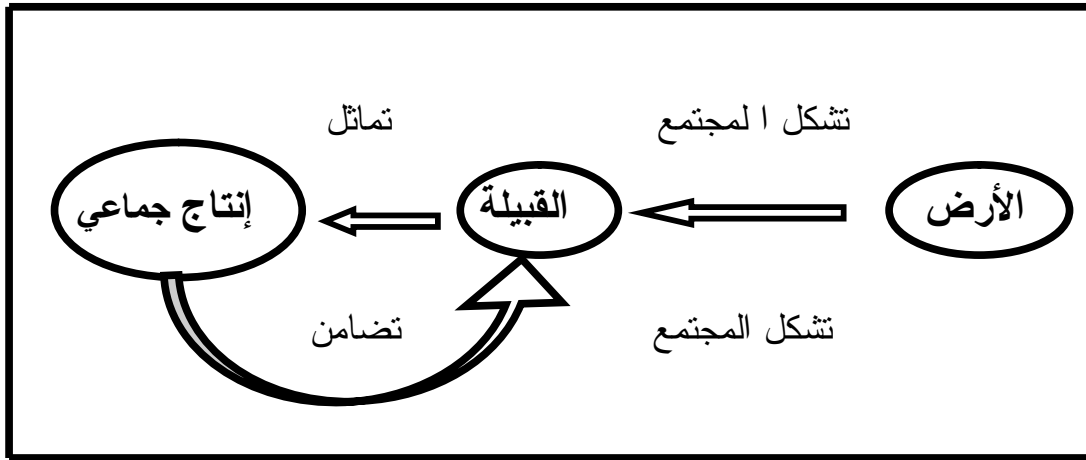 تشكل ا لمجتمع
تماثل
الأرض
القبيلة
إنتاج جماعي
تشكل المجتمع
تضامن